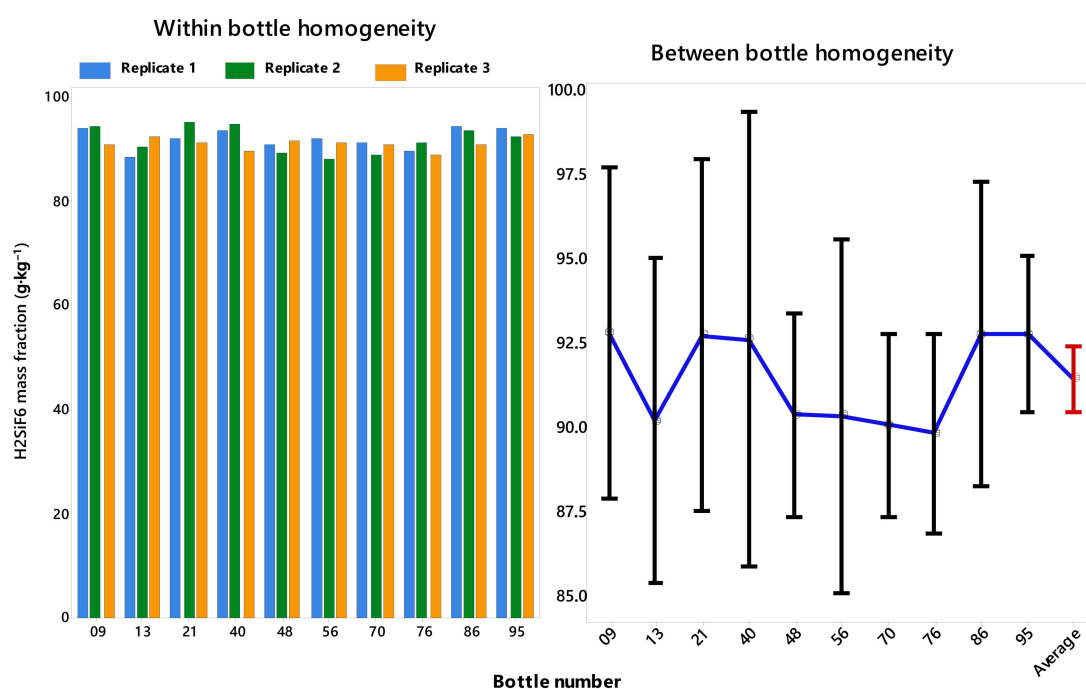 Within bottle homogeneity
Replicate 1 Replicate 2 Replicate 3
100
80
60
40
20
0
H2SiF6 mass fraction (g·kg⁻¹)
09 13 21 40 48 56 70 76 86 95
Between bottle homogeneity
100.0
97.5
95.0
92.5
90.0
87.5
85.0
09 13 21 40 48 56 70 76 86 95 Average
Bottle number